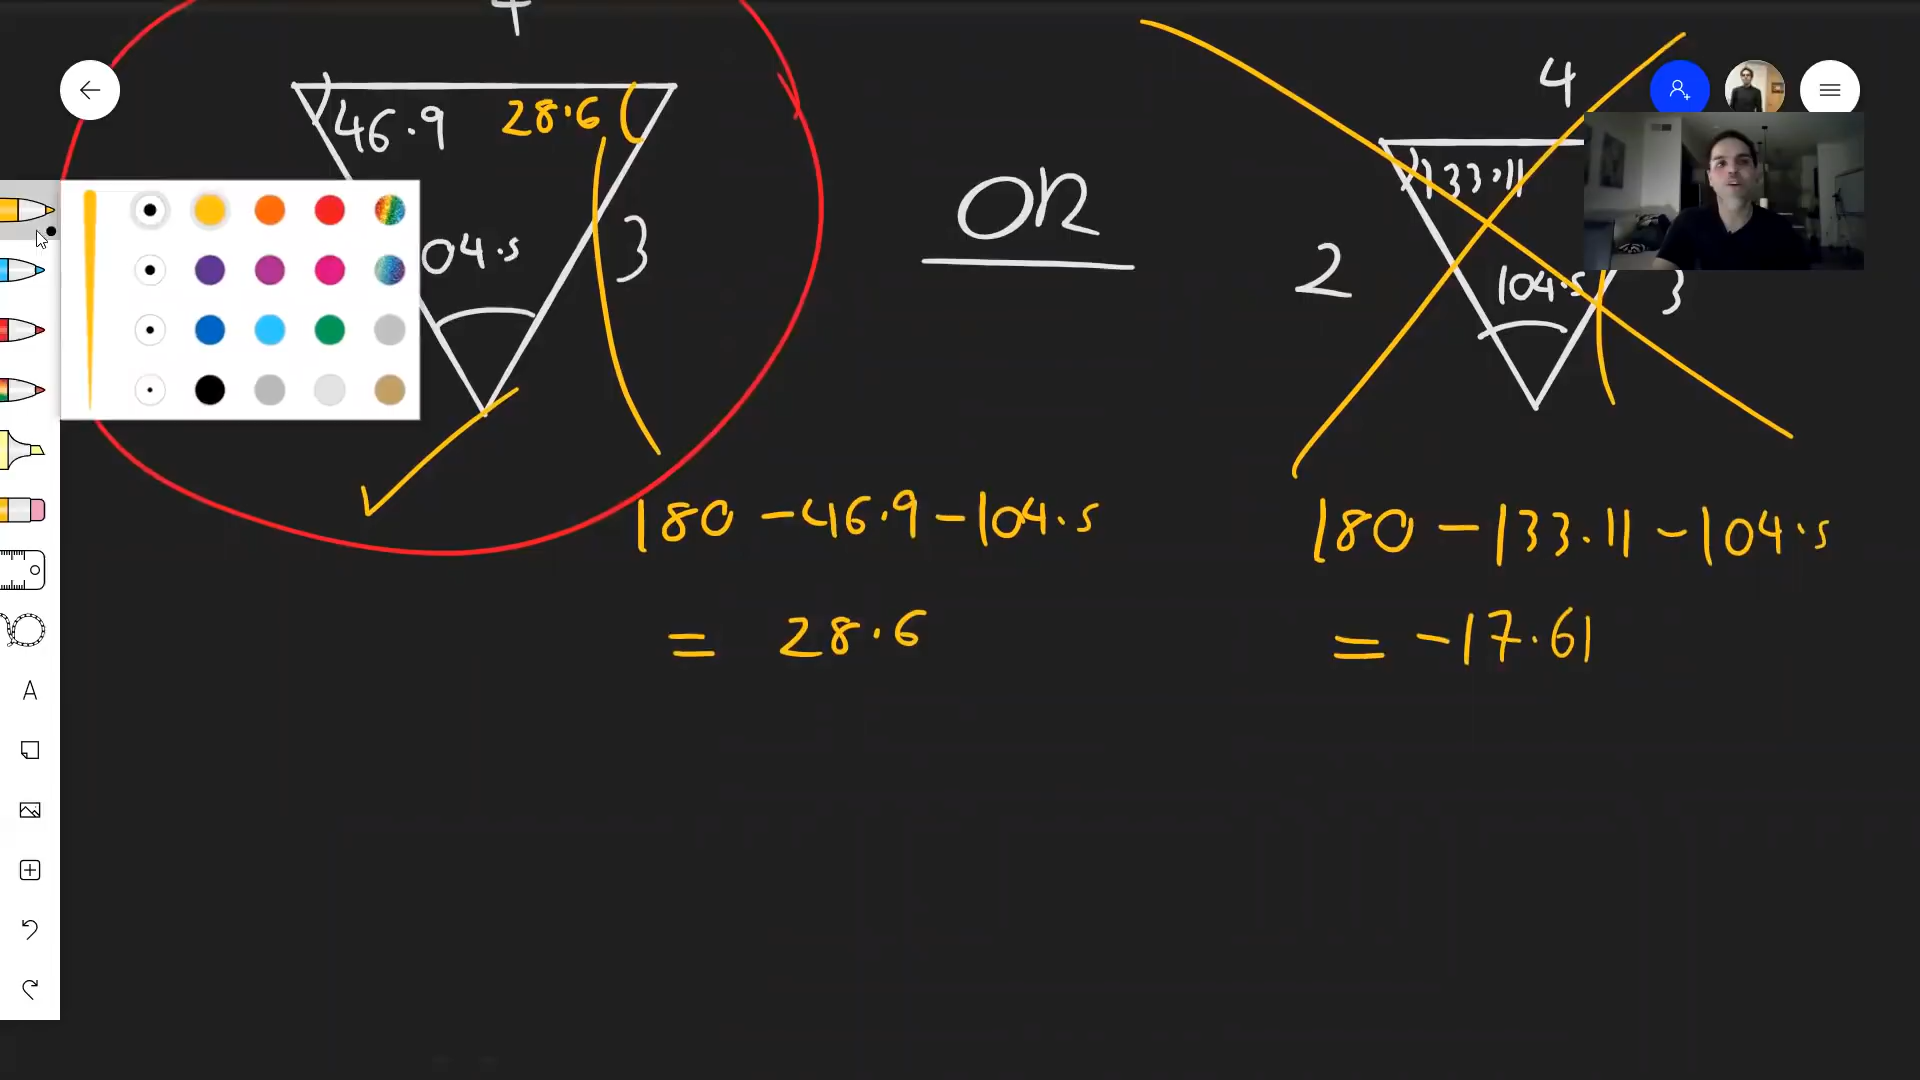 4
46.9 28.6
04.5 3
OR
4
133.11
2 104.5 3
180 - 46.9 - 104.5
= 28.6
180 - 133.11 - 104.5
= -17.61
A